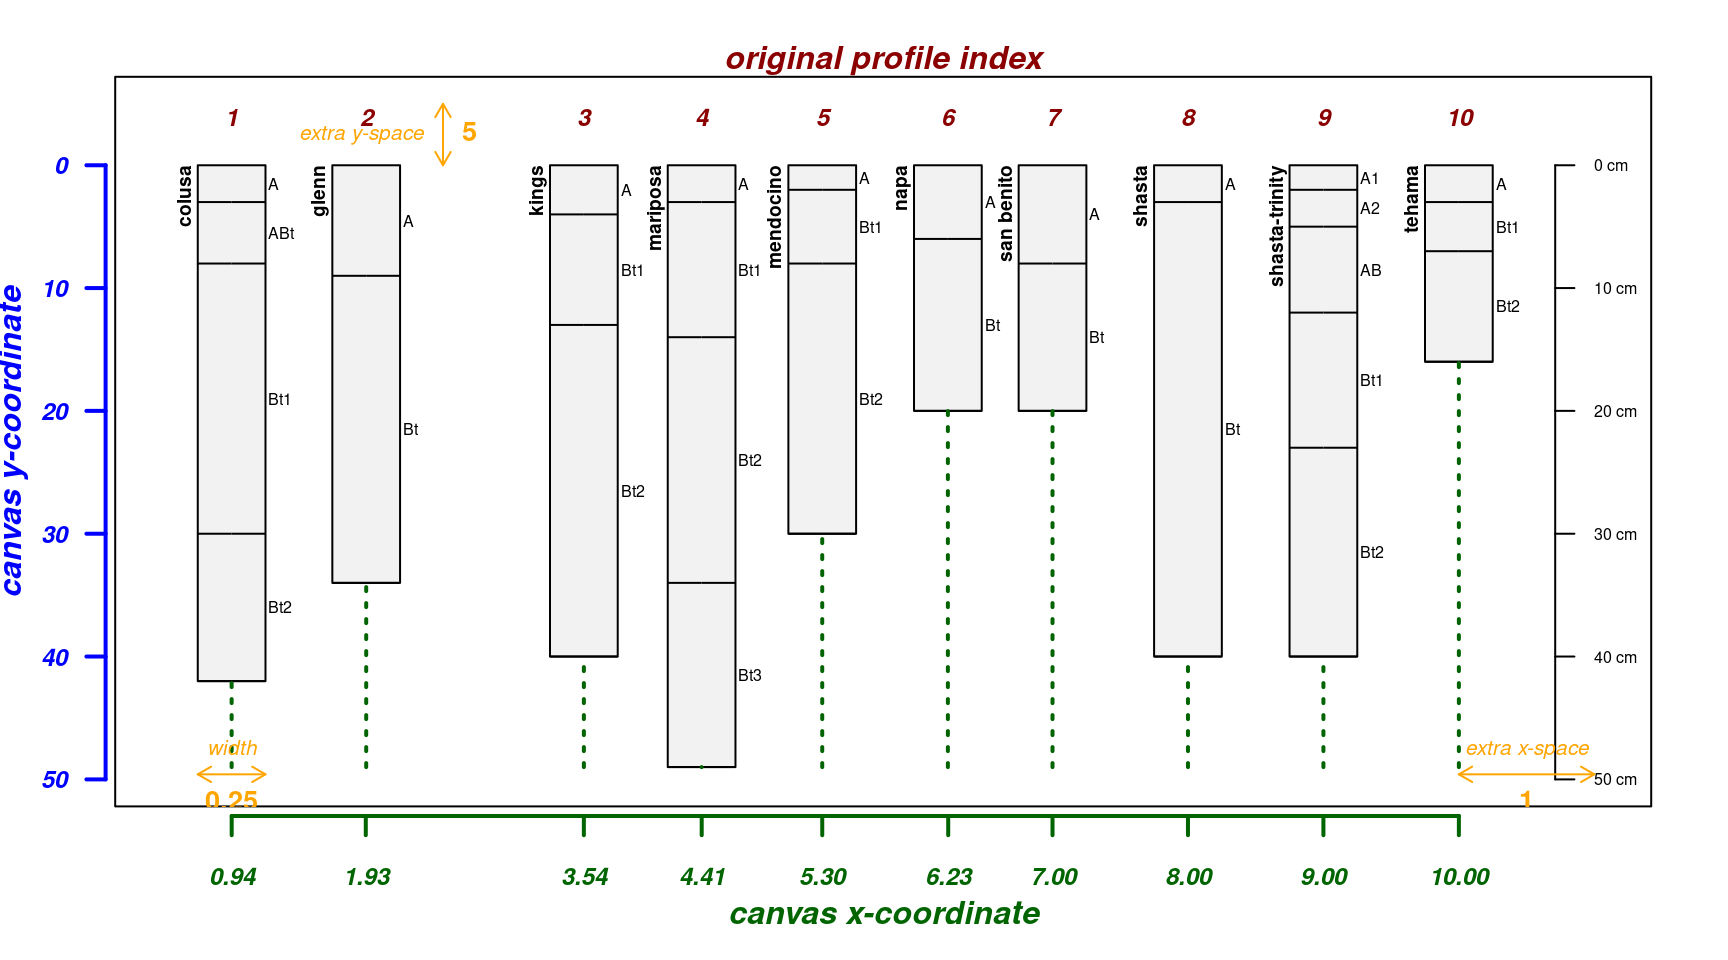 original profile index
1 2 3 4 5 6 7 8 9 10
extra y-space 5
canvas y-coordinate
0
10
20
30
40
50
colusa
A
ABt
Bt1
Bt2
glenn
A
Bt
kings
A
Bt1
Bt2
mariposa
A
Bt1
Bt2
Bt3
mendocino
A
Bt1
Bt2
napa
A
Bt
san benito
A
Bt
shasta
A
Bt
shasta-trinity
A1
A2
AB
Bt1
Bt2
tehama
A
Bt1
Bt2
0 cm
10 cm
20 cm
30 cm
40 cm
50 cm
width
0.25
extra x-space
1
0.94 1.93 3.54 4.41 5.30 6.23 7.00 8.00 9.00 10.00
canvas x-coordinate